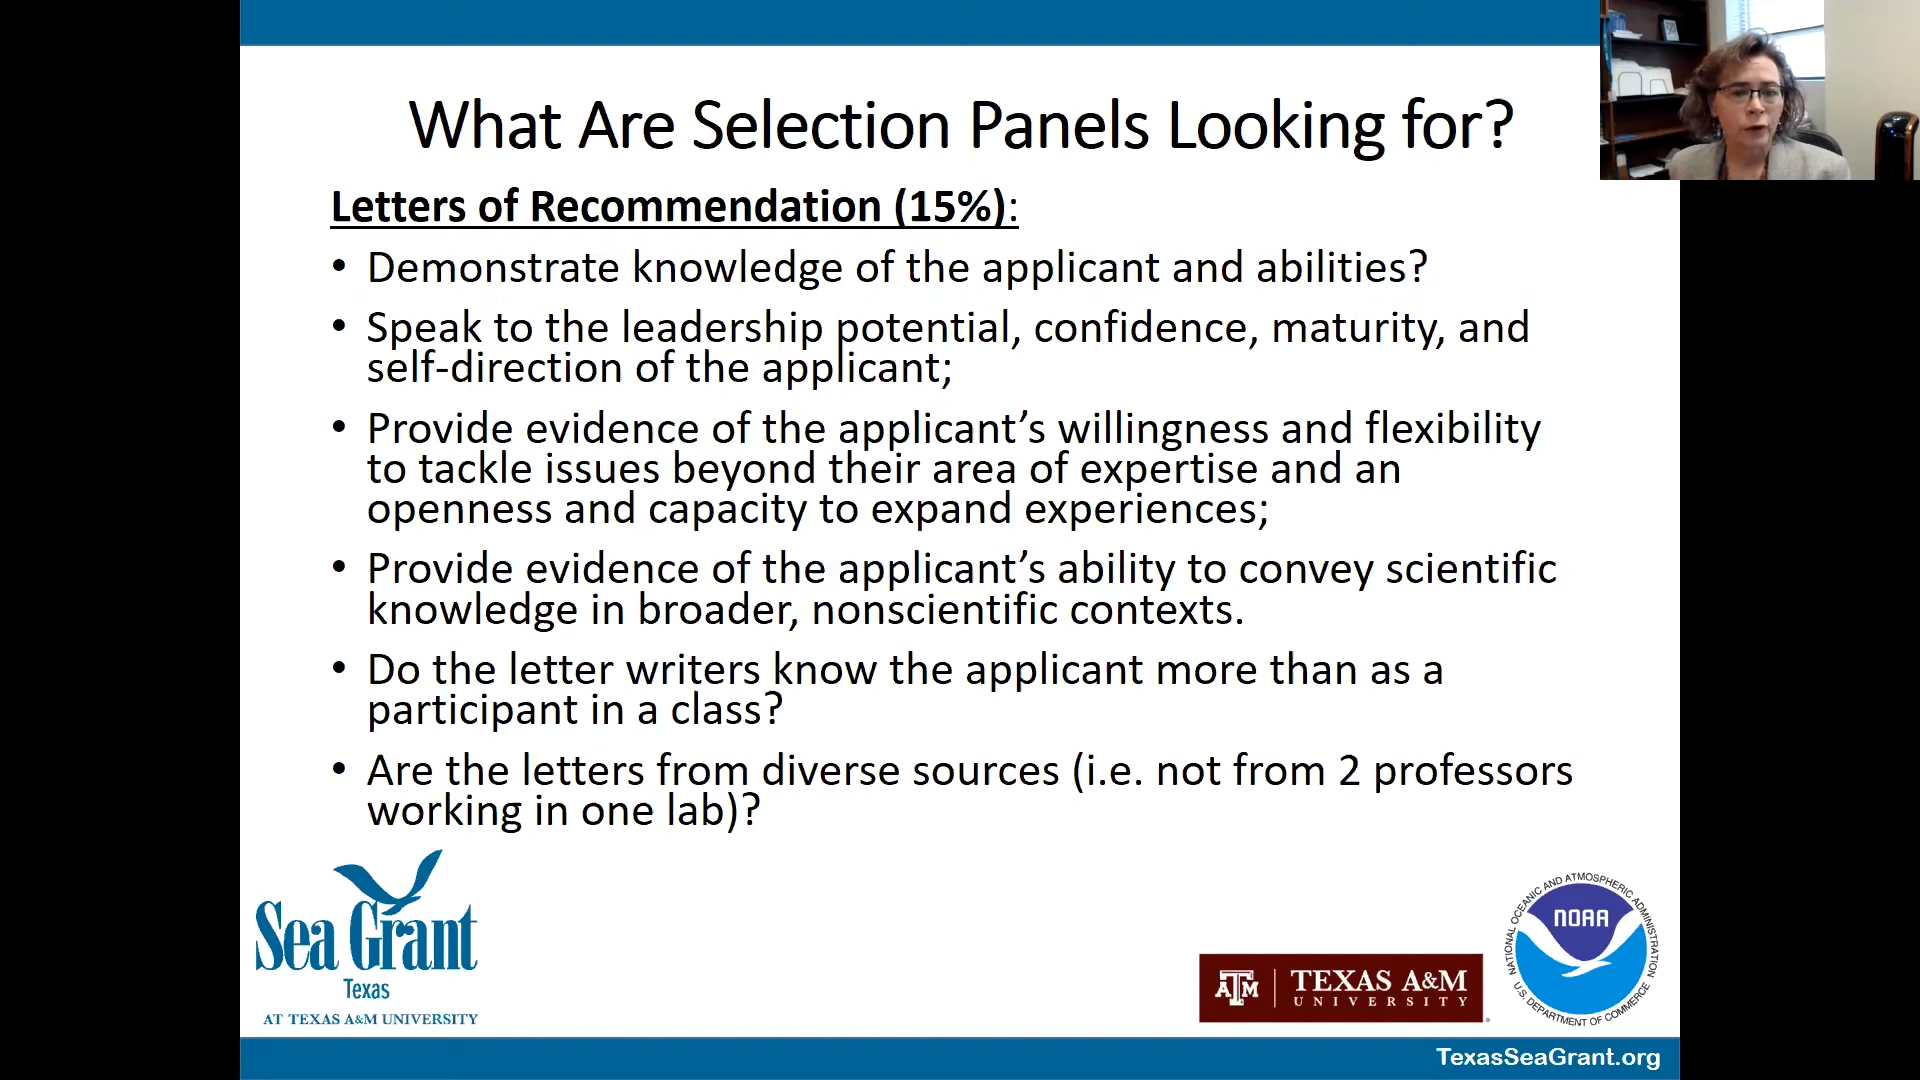 What Are Selection Panels Looking for?
Letters of Recommendation (15%):
• Demonstrate knowledge of the applicant and abilities?
• Speak to the leadership potential, confidence, maturity, and
self-direction of the applicant;
• Provide evidence of the applicant’s willingness and flexibility
to tackle issues beyond their area of expertise and an
openness and capacity to expand experiences;
• Provide evidence of the applicant’s ability to convey scientific
knowledge in broader, nonscientific contexts.
• Do the letter writers know the applicant more than as a
participant in a class?
• Are the letters from diverse sources (i.e. not from 2 professors
working in one lab)?
Sea Grant
Texas
AT TEXAS A&M UNIVERSITY
ATM
TEXAS A&M
UNIVERSITY
NATIONAL OCEANIC AND ATMOSPHERIC ADMINISTRATION
NOAA
U.S. DEPARTMENT OF COMMERCE
TexasSeaGrant.org